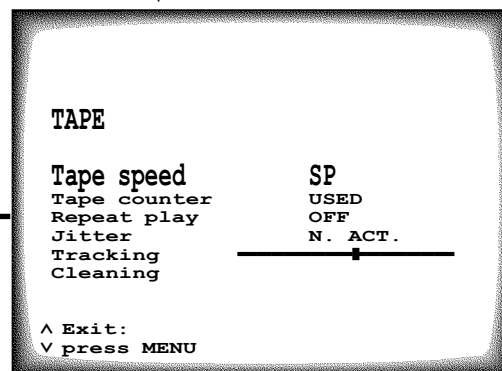 TAPE
Tape speed SP
Tape counter USED
Repeat play OFF
Jitter N. ACT.
Tracking
Cleaning
^ Exit:
v press MENU